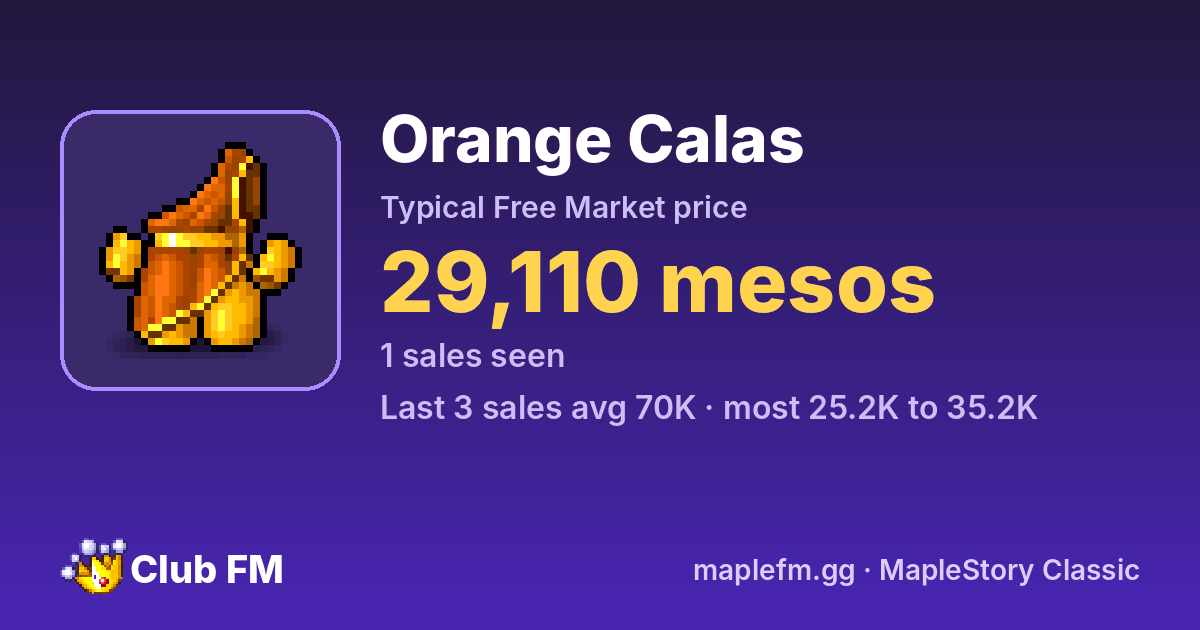 Orange Calas
Typical Free Market price
29,110 mesos
1 sales seen
Last 3 sales avg 70K · most 25.2K to 35.2K
Club FM
maplefm.gg · MapleStory Classic